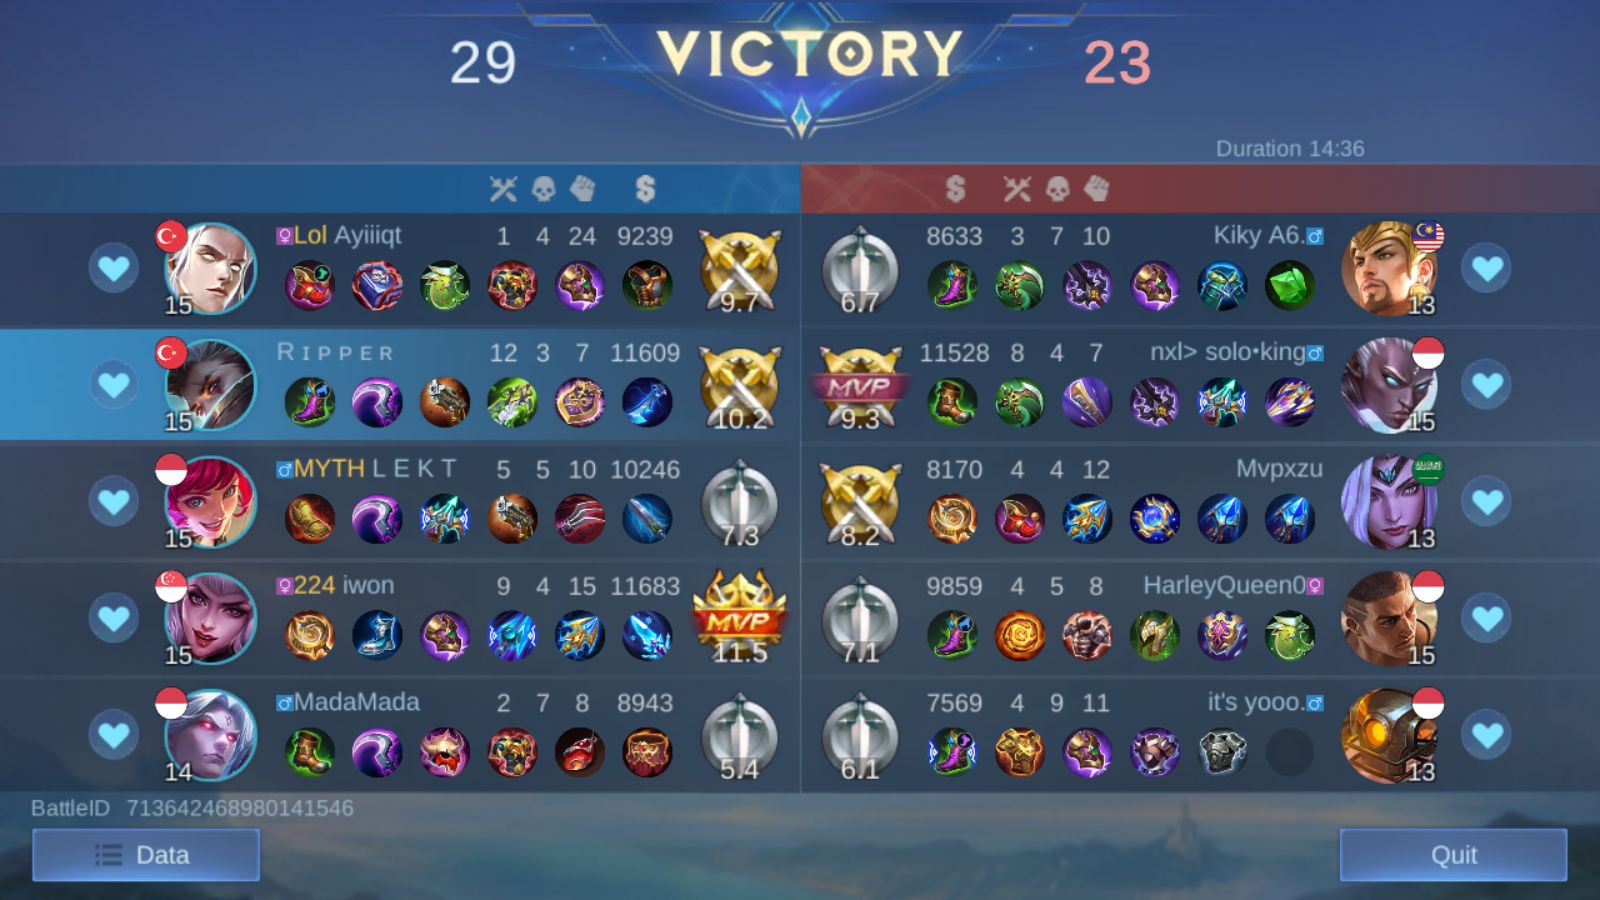 29 VICTORY 23
Duration 14:36
Lol Ayiiiqt 1 4 24 9239
15 9.7
8633 3 7 10 Kiky A6.
6.7 13
Rɪᴘᴘᴇʀ 12 3 7 11609
15 10.2
11528 8 4 7 nxl> solo•king
MVP
9.3 15
MYTH L E K T 5 5 10 10246
15 7.3
8170 4 4 12 Mvpxzu
8.2 13
224 iwon 9 4 15 11683
MVP
15 11.5
9859 4 5 8 HarleyQueen0
7.1 15
MadaMada 2 7 8 8943
14 5.4
7569 4 9 11 it's yooo.
6.1 13
BattleID 713642468980141546
Data
Quit